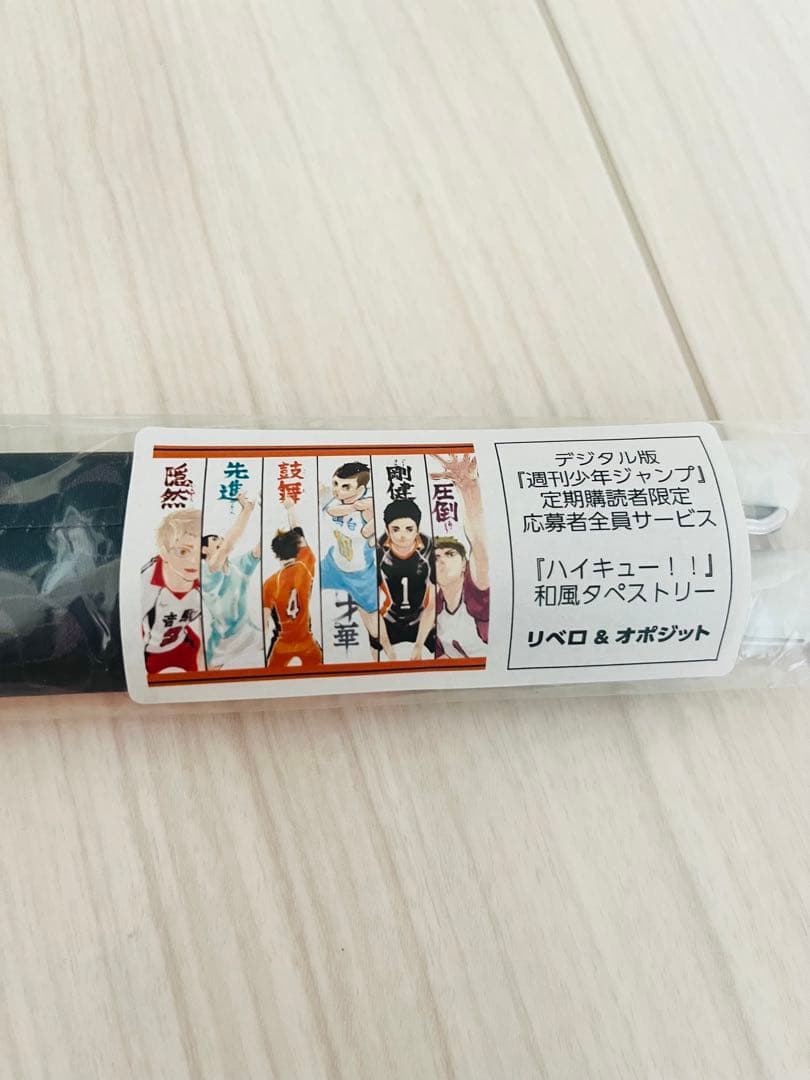 隠然
先進
鼓舞
才華
剛健
圧倒
4
1
デジタル版
『週刊少年ジャンプ』
定期購読者限定
応募者全員サービス
『ハイキュー！！』
和風タペストリー
リベロ & オポジット